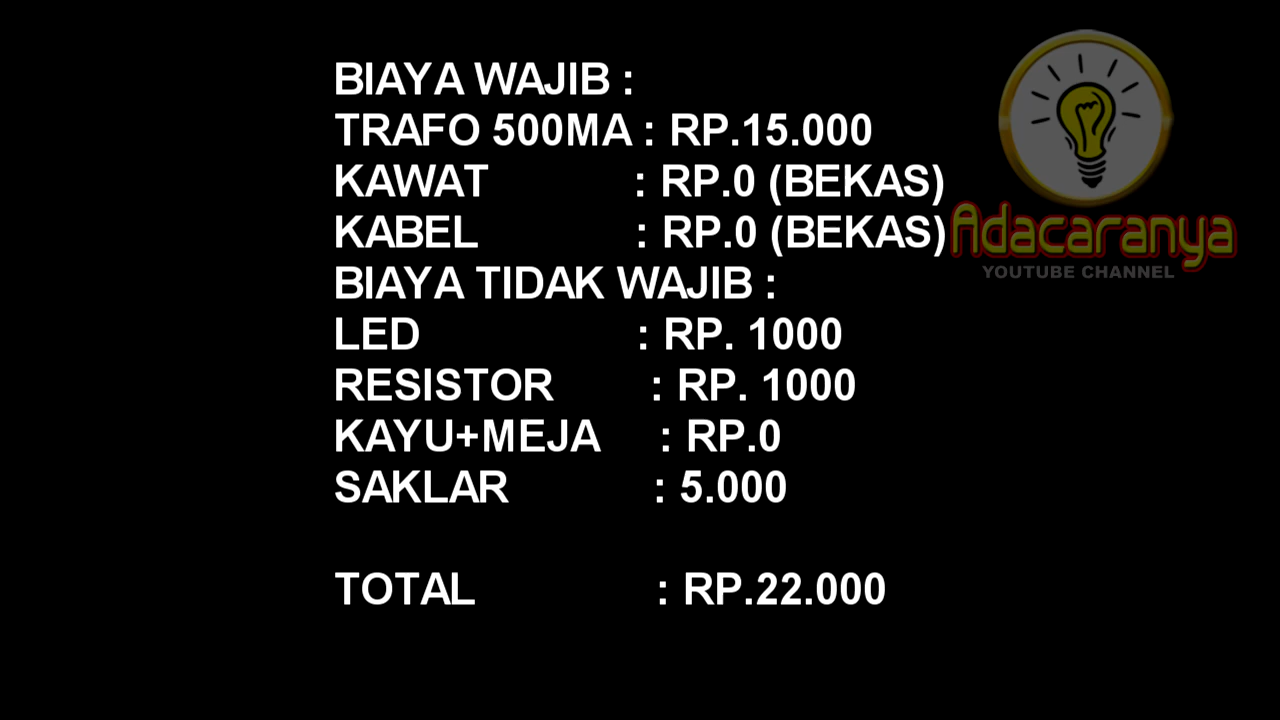 BIAYA WAJIB :
TRAFO 500MA : RP.15.000
KAWAT : RP.0 (BEKAS)
KABEL : RP.0 (BEKAS)
BIAYA TIDAK WAJIB :
LED : RP. 1000
RESISTOR : RP. 1000
KAYU+MEJA : RP.0
SAKLAR : 5.000
TOTAL : RP.22.000
Adacaranya
YOUTUBE CHANNEL